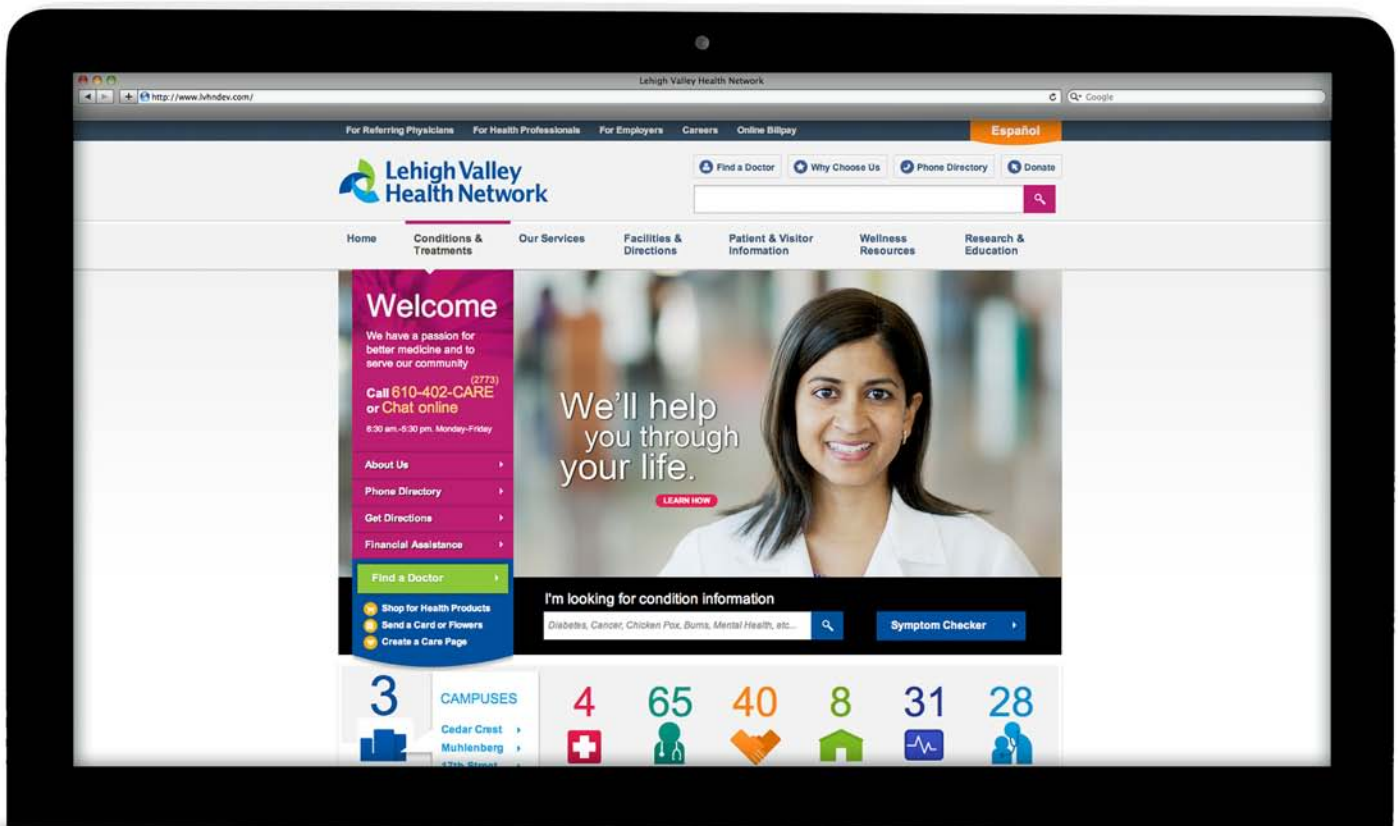 Lehigh Valley Health Network
http://www.lvhndev.com/
Google
For Referring Physicians For Health Professionals For Employers Careers Online Billpay
Español
Lehigh Valley
Health Network
Find a Doctor Why Choose Us Phone Directory Donate
Home Conditions & Treatments Our Services Facilities & Directions Patient & Visitor Information Wellness Resources Research & Education
Welcome
We have a passion for
better medicine and to
serve our community
(2773)
Call 610-402-CARE
or Chat online
8:30 am.-5:30 pm. Monday-Friday
About Us
Phone Directory
Get Directions
Financial Assistance
Find a Doctor
Shop for Health Products
Send a Card or Flowers
Create a Care Page
We'll help
you through
your life.
LEARN HOW
I'm looking for condition information
Diabetes, Cancer, Chicken Pox, Burns, Mental Health, etc...
Symptom Checker
3
CAMPUSES
Cedar Crest
Muhlenberg
17th Street
4 65 40 8 31 28